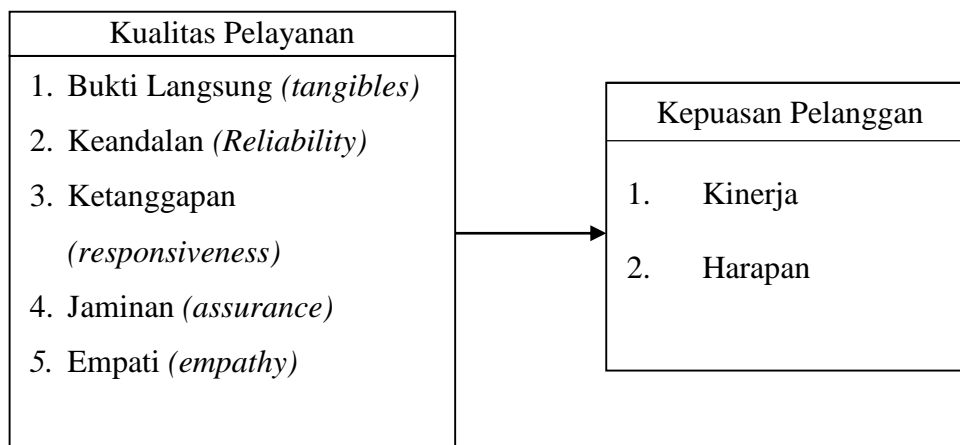 Kualitas Pelayanan
1. Bukti Langsung (tangibles)
2. Keandalan (Reliability)
3. Ketanggapan
(responsiveness)
4. Jaminan (assurance)
5. Empati (empathy)
Kepuasan Pelanggan
1. Kinerja
2. Harapan